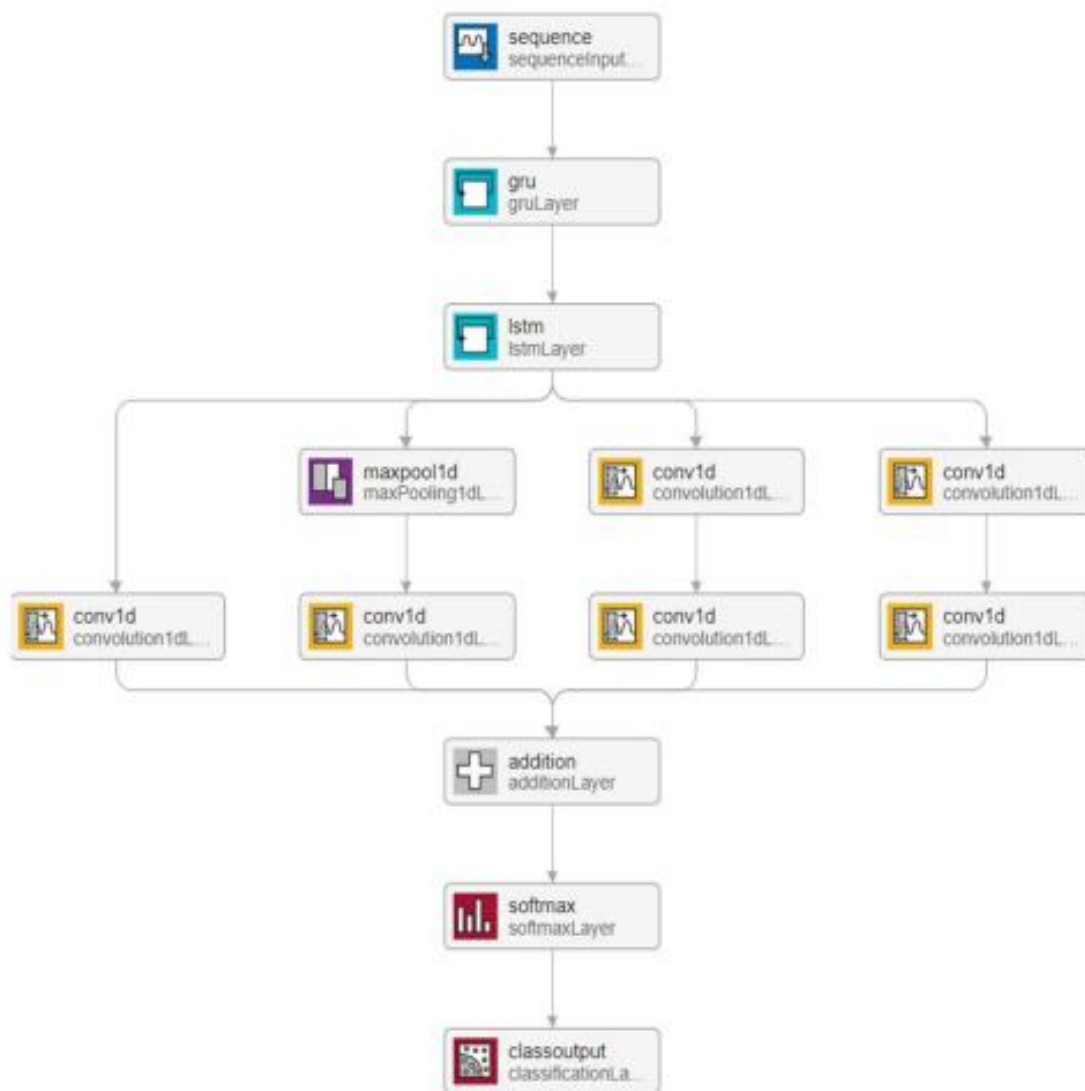 sequence
sequenceInput...
gru
gruLayer
lstm
lstmLayer
maxpool1d
maxPooling1dL...
conv1d
convolution1dL...
conv1d
convolution1dL...
conv1d
convolution1dL...
conv1d
convolution1dL...
conv1d
convolution1dL...
conv1d
convolution1dL...
addition
additionLayer
softmax
softmaxLayer
classoutput
classificationLa...